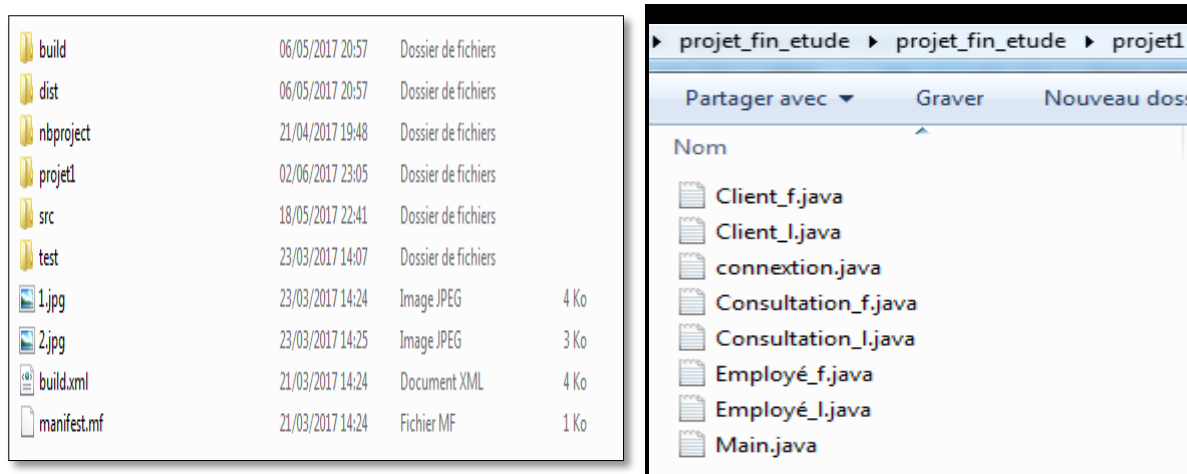 build 06/05/2017 20:57 Dossier de fichiers
dist 06/05/2017 20:57 Dossier de fichiers
nbproject 21/04/2017 19:48 Dossier de fichiers
projet1 02/06/2017 23:05 Dossier de fichiers
src 18/05/2017 22:41 Dossier de fichiers
test 23/03/2017 14:07 Dossier de fichiers
1.jpg 23/03/2017 14:24 Image JPEG 4 Ko
2.jpg 23/03/2017 14:25 Image JPEG 3 Ko
build.xml 21/03/2017 14:24 Document XML 4 Ko
manifest.mf 21/03/2017 14:24 Fichier MF 1 Ko
projet_fin_etude ▸ projet_fin_etude ▸ projet1
Partager avec ▾ Graver Nouveau doss
Nom
Client_f.java
Client_l.java
connextion.java
Consultation_f.java
Consultation_l.java
Employé_f.java
Employé_l.java
Main.java